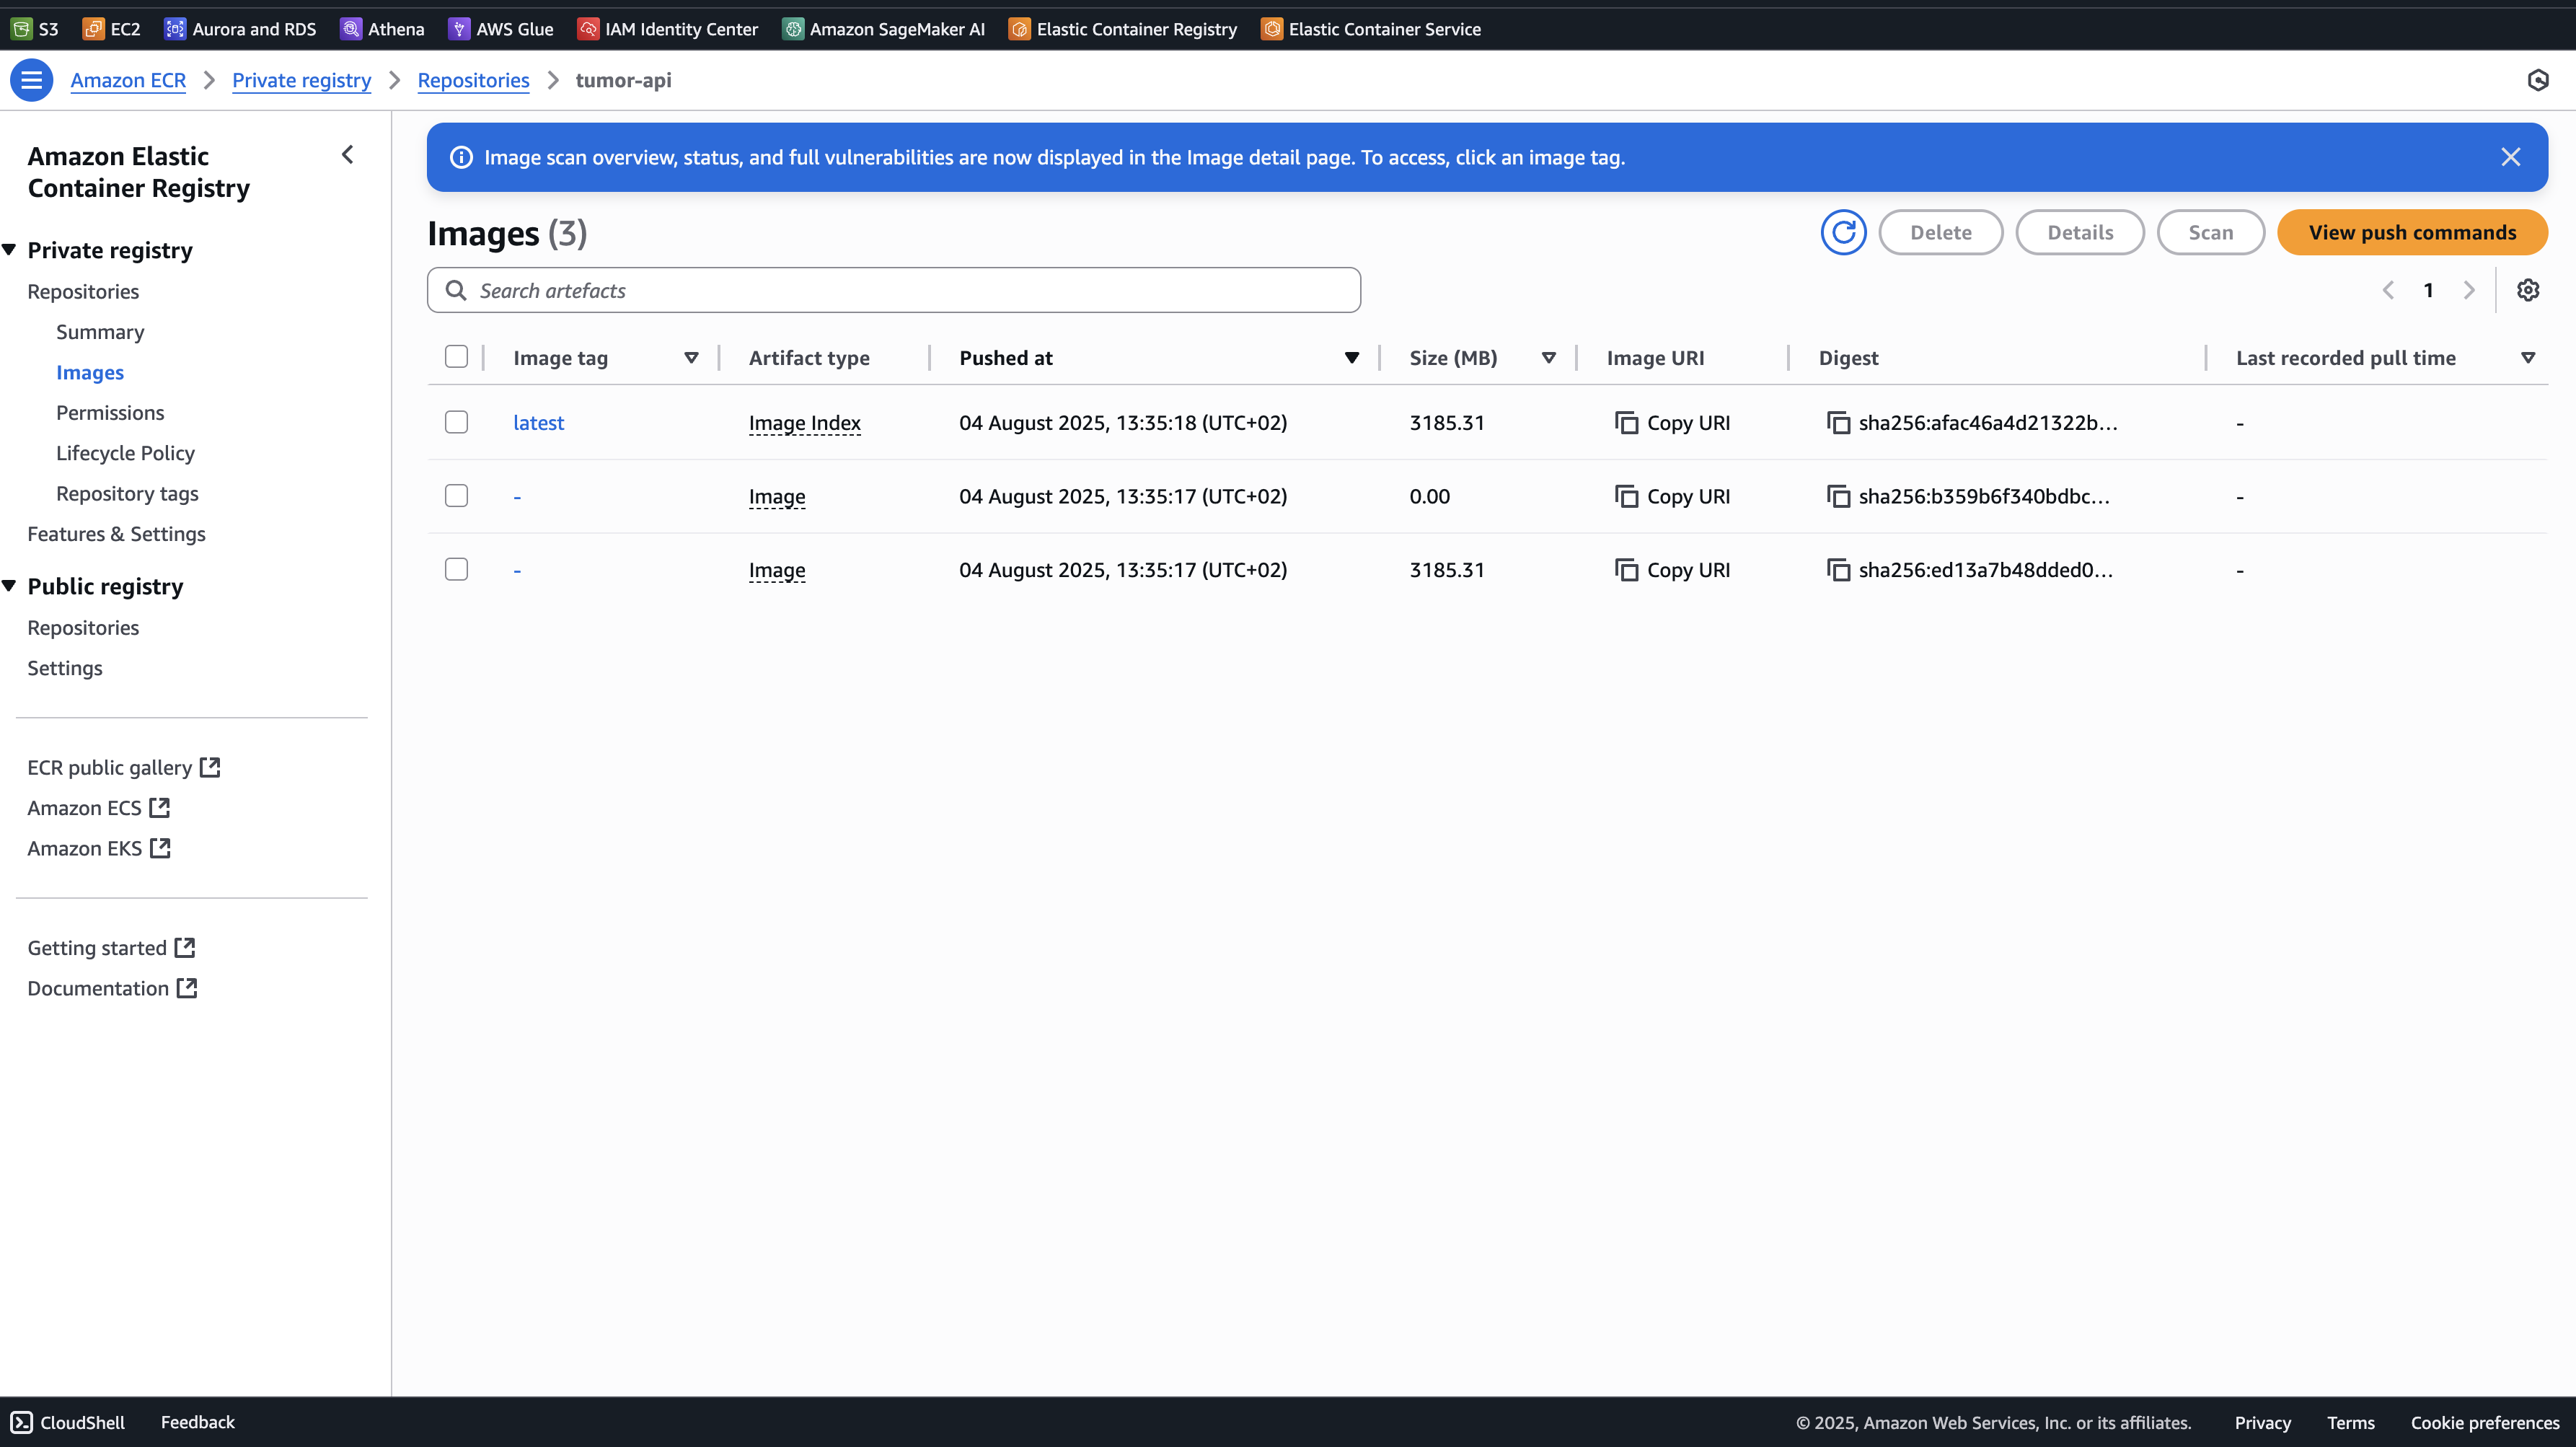 S3 EC2 Aurora and RDS Athena AWS Glue IAM Identity Center Amazon SageMaker AI Elastic Container Registry Elastic Container Service
Amazon ECR Private registry Repositories tumor-api
Amazon Elastic
Container Registry
Private registry
Repositories
Summary
Images
Permissions
Lifecycle Policy
Repository tags
Features & Settings
Public registry
Repositories
Settings
ECR public gallery
Amazon ECS
Amazon EKS
Getting started
Documentation
Image scan overview, status, and full vulnerabilities are now displayed in the Image detail page. To access, click an image tag.
Images (3)
Delete Details Scan View push commands
Search artefacts
1
Image tag Artifact type Pushed at Size (MB) Image URI Digest Last recorded pull time
latest Image Index 04 August 2025, 13:35:18 (UTC+02) 3185.31 Copy URI sha256:afac46a4d21322b... -
- Image 04 August 2025, 13:35:17 (UTC+02) 0.00 Copy URI sha256:b359b6f340bdbc... -
- Image 04 August 2025, 13:35:17 (UTC+02) 3185.31 Copy URI sha256:ed13a7b48dded0... -
CloudShell Feedback © 2025, Amazon Web Services, Inc. or its affiliates. Privacy Terms Cookie preferences